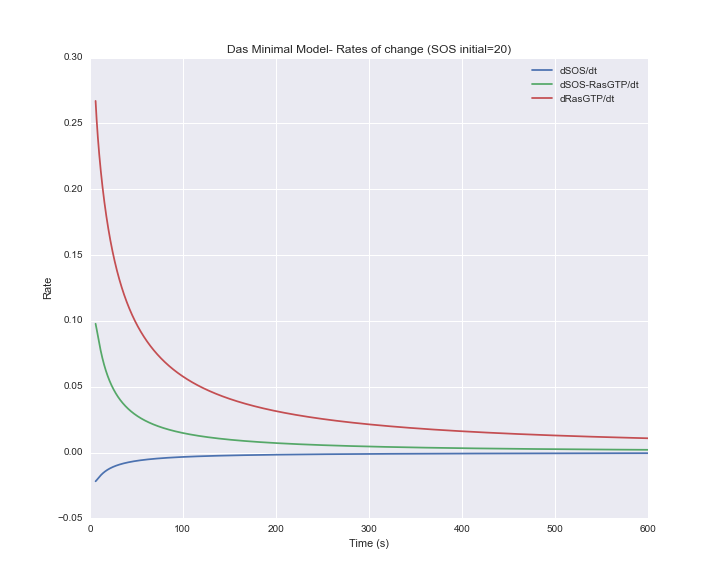 Das Minimal Model- Rates of change (SOS initial=20)
dSOS/dt
dSOS-RasGTP/dt
dRasGTP/dt
0.30
0.25
0.20
0.15
0.10
0.05
0.00
−0.05
Rate
0 100 200 300 400 500 600
Time (s)